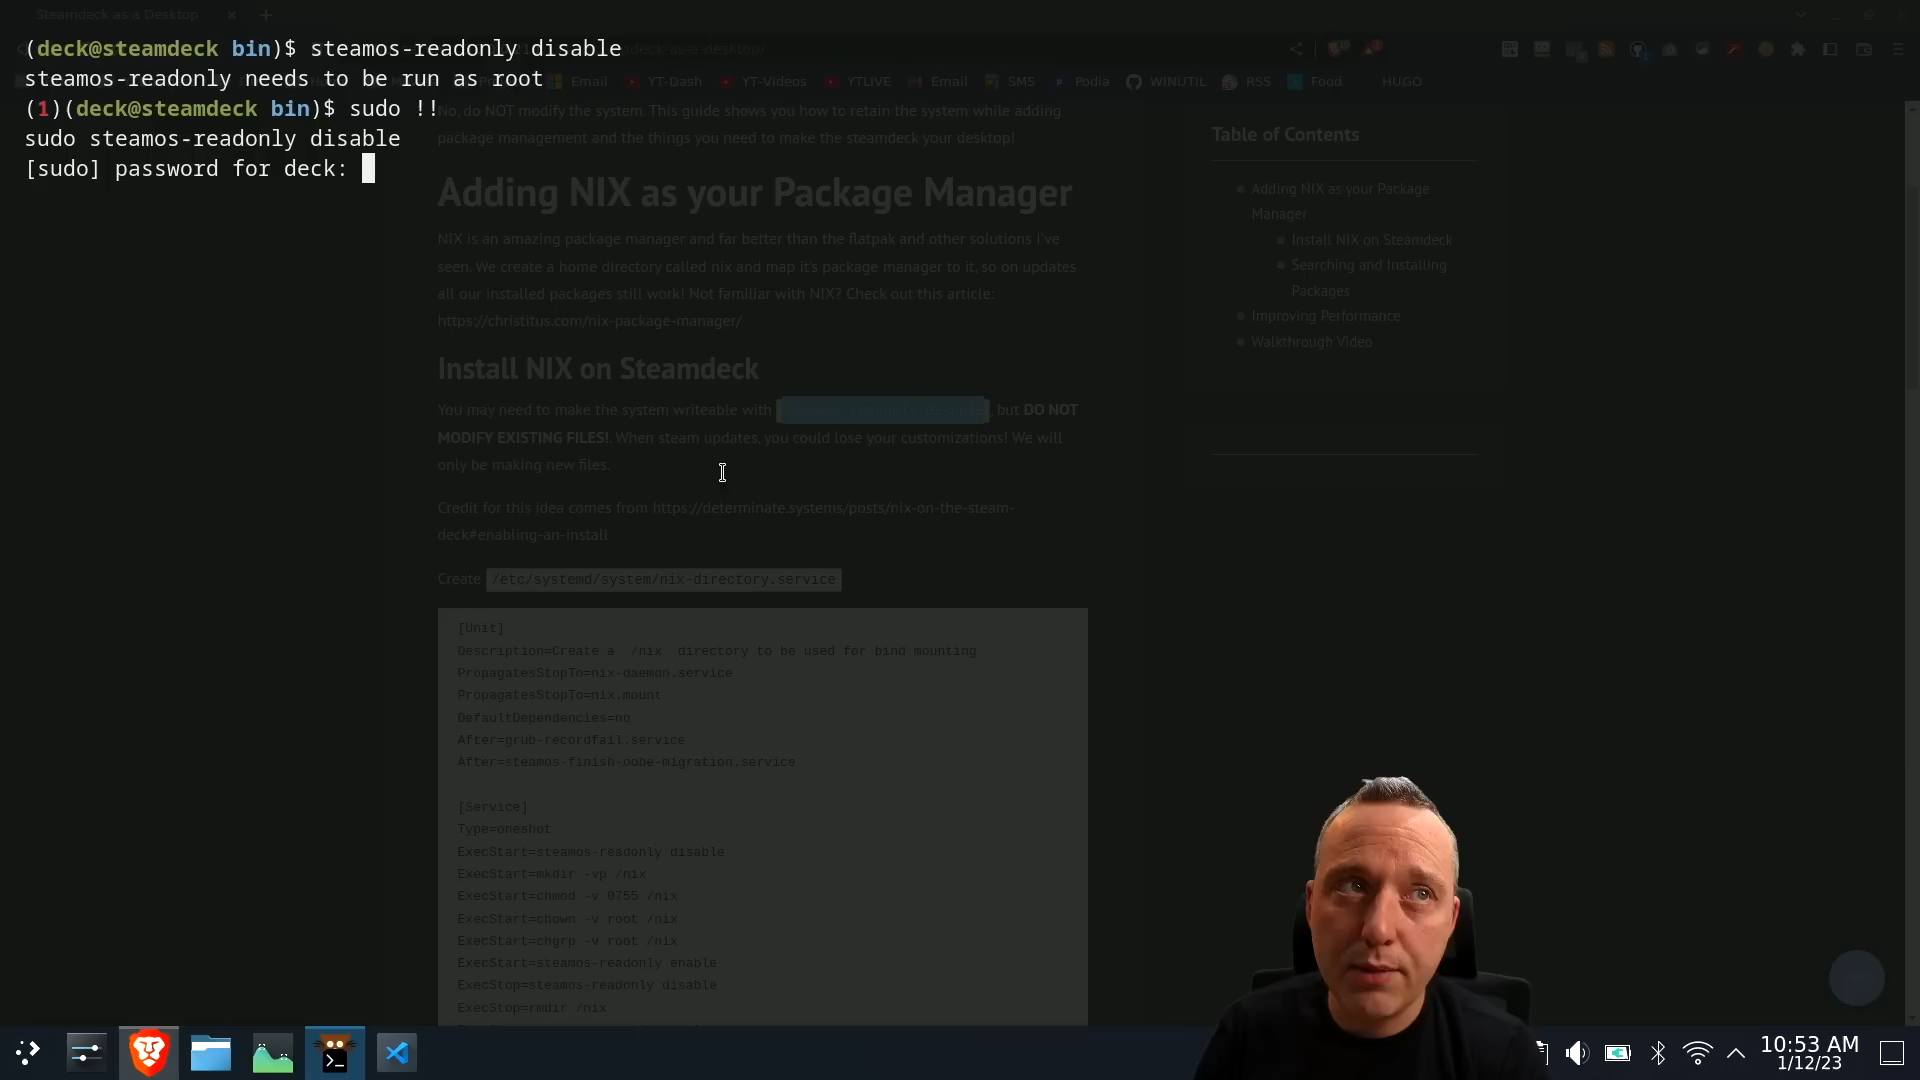 Steamdeck as a Desktop
(deck@steamdeck bin)$ steamos-readonly disable
steamos-readonly needs to be run as root
(1)(deck@steamdeck bin)$ sudo !!
sudo steamos-readonly disable
[sudo] password for deck:
Email YT-Dash YT-Videos YTLIVE Email SMS Podia WINUTIL RSS Food HUGO
No, do NOT modify the system. This guide shows you how to retain the system while adding
package management and the things you need to make the steamdeck your desktop!
Adding NIX as your Package Manager
NIX is an amazing package manager and far better than the flatpak and other solutions I've
seen. We create a home directory called nix and map it's package manager to it, so on updates
all our installed packages still work! Not familiar with NIX? Check out this article:
https://christitus.com/nix-package-manager/
Install NIX on Steamdeck
You may need to make the system writeable with , but DO NOT
MODIFY EXISTING FILES!. When steam updates, you could lose your customizations! We will
only be making new files.
Credit for this idea comes from https://determinate.systems/posts/nix-on-the-steam-
deck#enabling-an-install
Create /etc/systemd/system/nix-directory.service
[Unit]
Description=Create a /nix directory to be used for bind mounting
PropagatesStopTo=nix-daemon.service
PropagatesStopTo=nix.mount
DefaultDependencies=no
After=grub-recordfail.service
After=steamos-finish-oobe-migration.service
[Service]
Type=oneshot
ExecStart=steamos-readonly disable
ExecStart=mkdir -vp /nix
ExecStart=chmod -v 0755 /nix
ExecStart=chown -v root /nix
ExecStart=chgrp -v root /nix
ExecStart=steamos-readonly enable
ExecStop=steamos-readonly disable
ExecStop=rmdir /nix
Table of Contents
Adding NIX as your Package
Manager
Install NIX on Steamdeck
Searching and Installing
Packages
Improving Performance
Walkthrough Video
10:53 AM
1/12/23